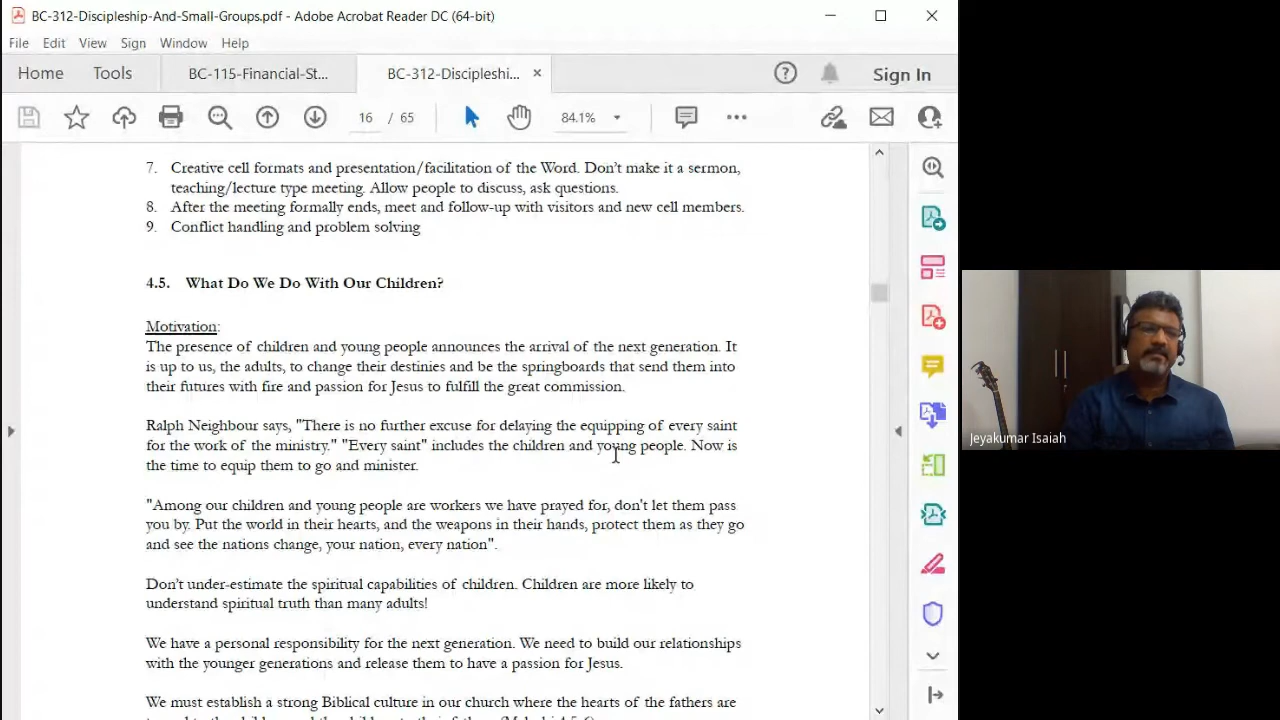 BC-312-Discipleship-And-Small-Groups.pdf - Adobe Acrobat Reader DC (64-bit)
File Edit View Sign Window Help
Home Tools BC-115-Financial-St... BC-312-Discipleshi... Sign In
16 / 65 84.1%
7. Creative cell formats and presentation/facilitation of the Word. Don't make it a sermon,
teaching/lecture type meeting. Allow people to discuss, ask questions.
8. After the meeting formally ends, meet and follow-up with visitors and new cell members.
9. Conflict handling and problem solving
4.5. What Do We Do With Our Children?
Motivation:
The presence of children and young people announces the arrival of the next generation. It
is up to us, the adults, to change their destinies and be the springboards that send them into
their futures with fire and passion for Jesus to fulfill the great commission.
Ralph Neighbour says, "There is no further excuse for delaying the equipping of every saint
for the work of the ministry." "Every saint" includes the children and young people. Now is
the time to equip them to go and minister.
"Among our children and young people are workers we have prayed for, don't let them pass
you by. Put the world in their hearts, and the weapons in their hands, protect them as they go
and see the nations change, your nation, every nation".
Don't under-estimate the spiritual capabilities of children. Children are more likely to
understand spiritual truth than many adults!
We have a personal responsibility for the next generation. We need to build our relationships
with the younger generations and release them to have a passion for Jesus.
We must establish a strong Biblical culture in our church where the hearts of the fathers are
Jeyakumar Isaiah